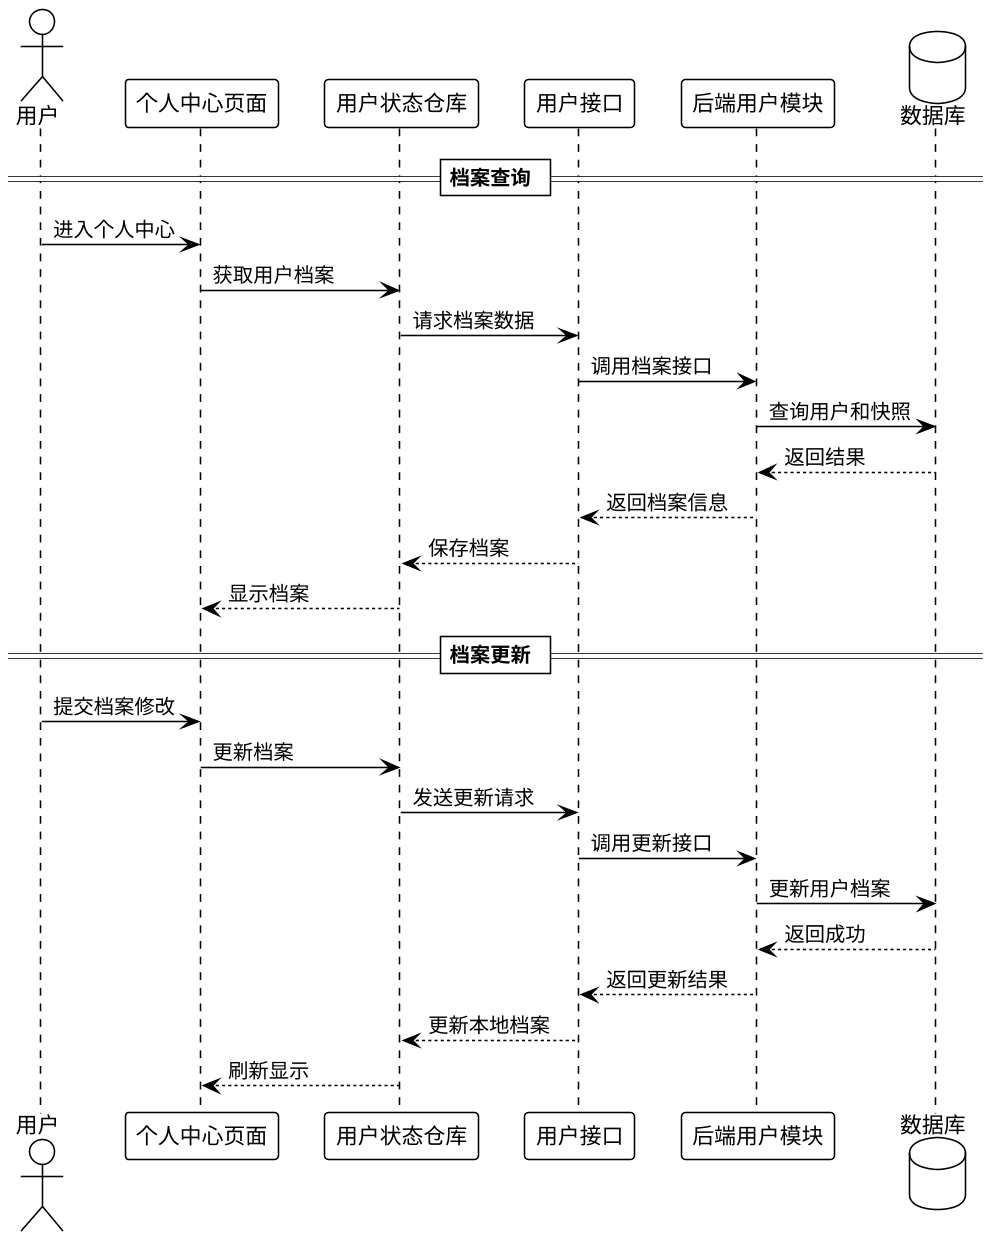 用户
个人中心页面
用户状态仓库
用户接口
后端用户模块
数据库
档案查询
进入个人中心
获取用户档案
请求档案数据
调用档案接口
查询用户和快照
返回结果
返回档案信息
保存档案
显示档案
档案更新
提交档案修改
更新档案
发送更新请求
调用更新接口
更新用户档案
返回成功
返回更新结果
更新本地档案
刷新显示
用户
个人中心页面
用户状态仓库
用户接口
后端用户模块
数据库